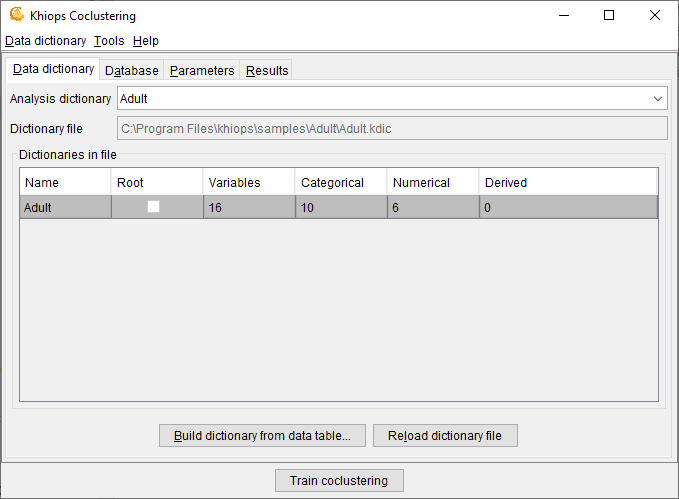 Khiops Coclustering
Data dictionary Tools Help
Data dictionary Database Parameters Results
Analysis dictionary Adult
Dictionary file C:\Program Files\khiops\samples\Adult\Adult.kdic
Dictionaries in file
Name Root Variables Categorical Numerical Derived
Adult 16 10 6 0
Build dictionary from data table... Reload dictionary file
Train coclustering